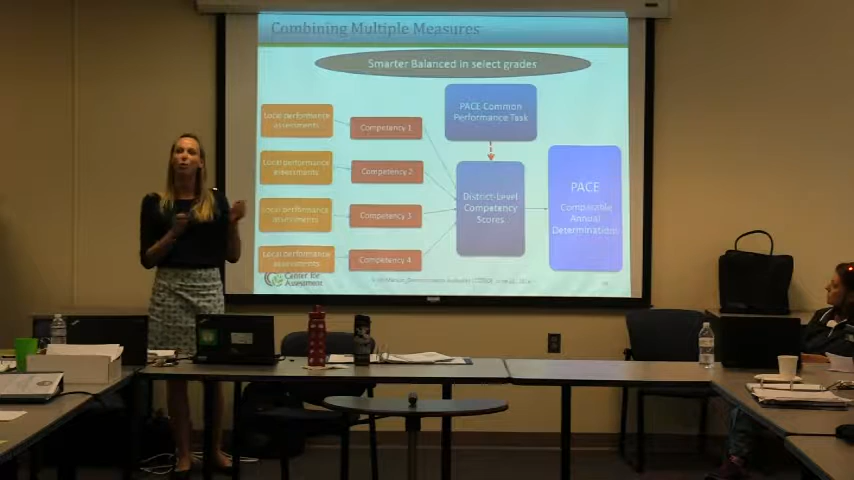 Combining Multiple Measures
Smarter Balanced in select grades
PACE Common
Performance Task
Local performance
assessments
Competency 1
Local performance
assessments
Competency 2
Local performance
assessments
Competency 3
Local performance
assessments
Competency 4
District-Level
Competency
Scores
PACE
Comparable
Annual
Determinations
Center for
Assessment